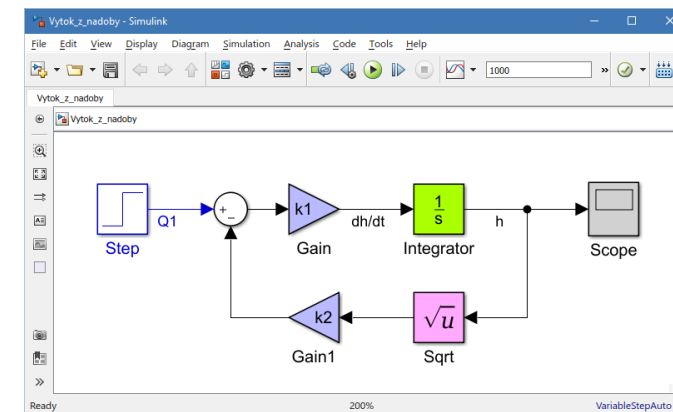 Vytok_z_nadoby - Simulink
File Edit View Display Diagram Simulation Analysis Code Tools Help
1000 »
Vytok_z_nadoby
Vytok_z_nadoby
Q1 + - k1 dh/dt 1/s h
Step Gain Integrator Scope
k2 √u
Gain1 Sqrt
»
Ready 200% VariableStepAuto